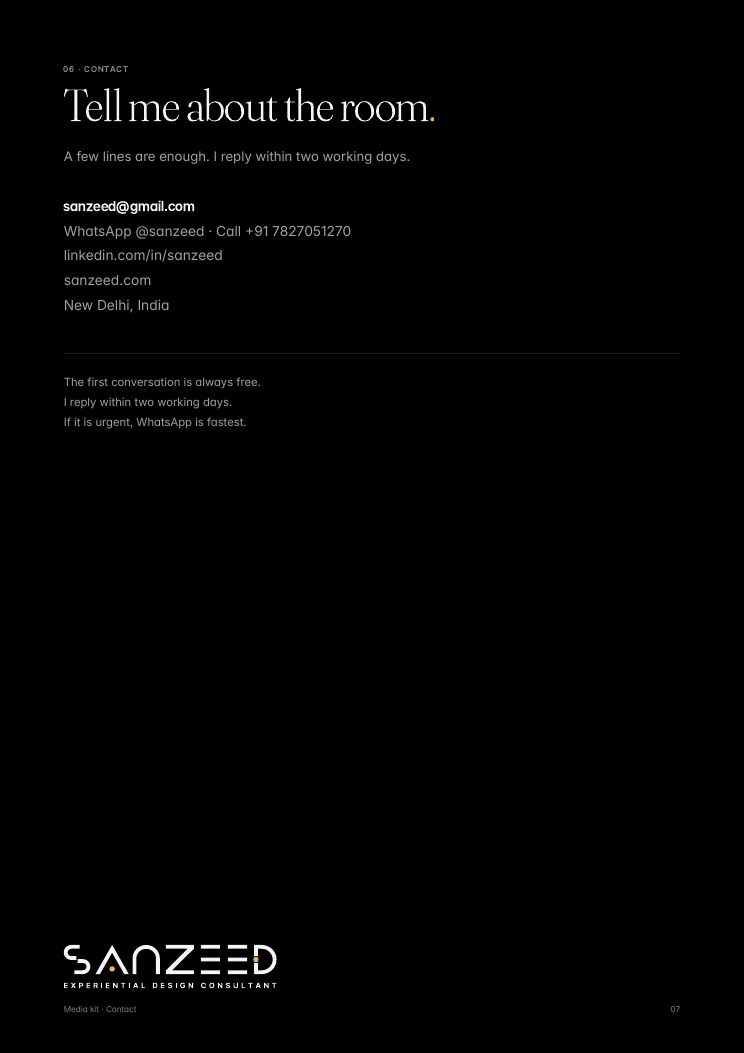 06 · CONTACT
Tell me about the room.
A few lines are enough. I reply within two working days.
sanzeed@gmail.com
WhatsApp @sanzeed · Call +91 7827051270
linkedin.com/in/sanzeed
sanzeed.com
New Delhi, India
The first conversation is always free.
I reply within two working days.
If it is urgent, WhatsApp is fastest.
SANZEED
EXPERIENTIAL DESIGN CONSULTANT
Media kit · Contact 07